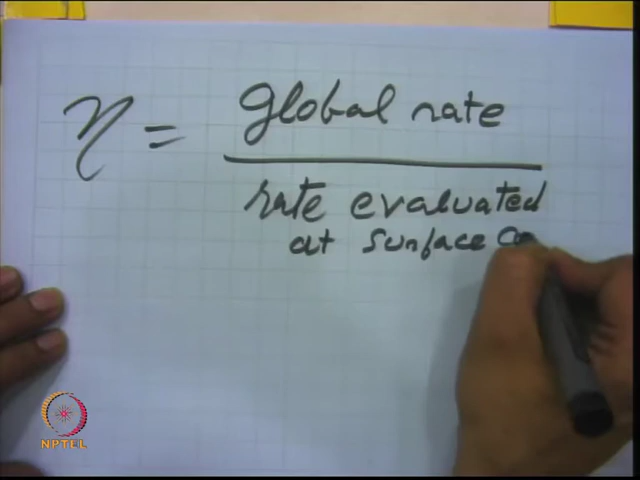 η = global rate
rate evaluated
at surface
NPTEL